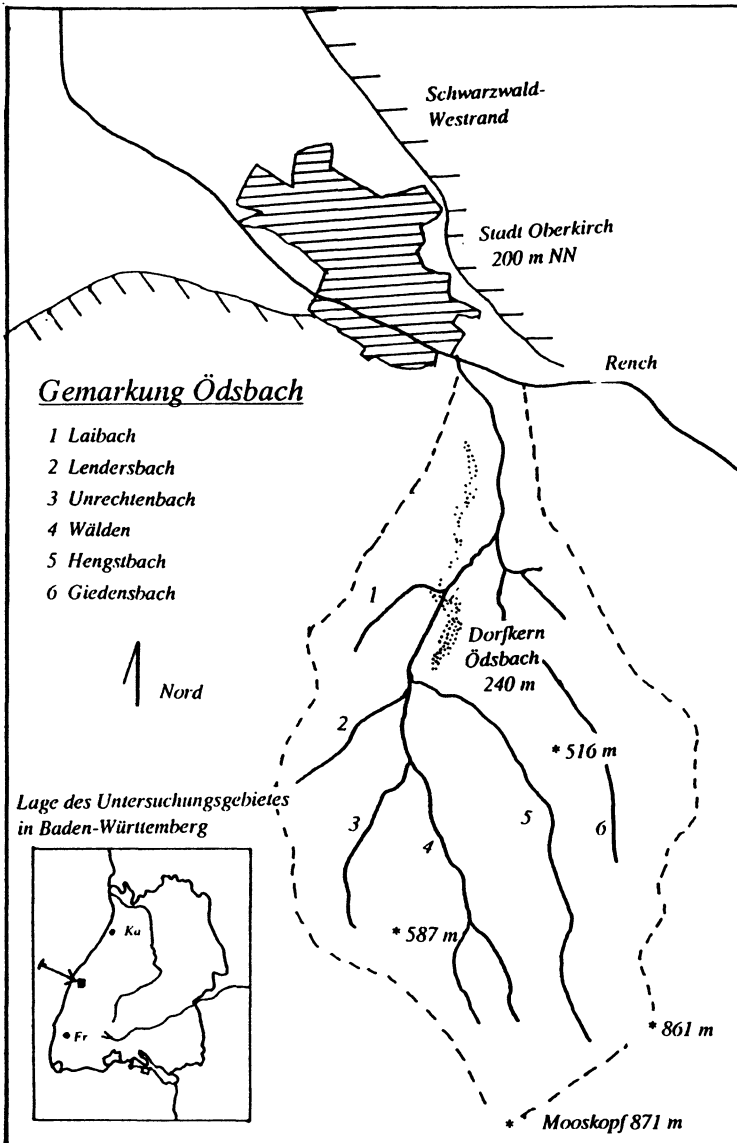 Schwarzwald-
Westrand
Stadt Oberkirch
200 m NN
Rench
Gemarkung Ödsbach
1 Laibach
2 Lendersbach
3 Unrechtenbach
4 Wälden
5 Hengstbach
6 Giedensbach
Nord
1
Dorfkern
Ödsbach
240 m
2
* 516 m
3
4
5
6
* 587 m
* 861 m
* Mooskopf 871 m
Lage des Untersuchungsgebietes
in Baden-Württemberg
Ka
Fr